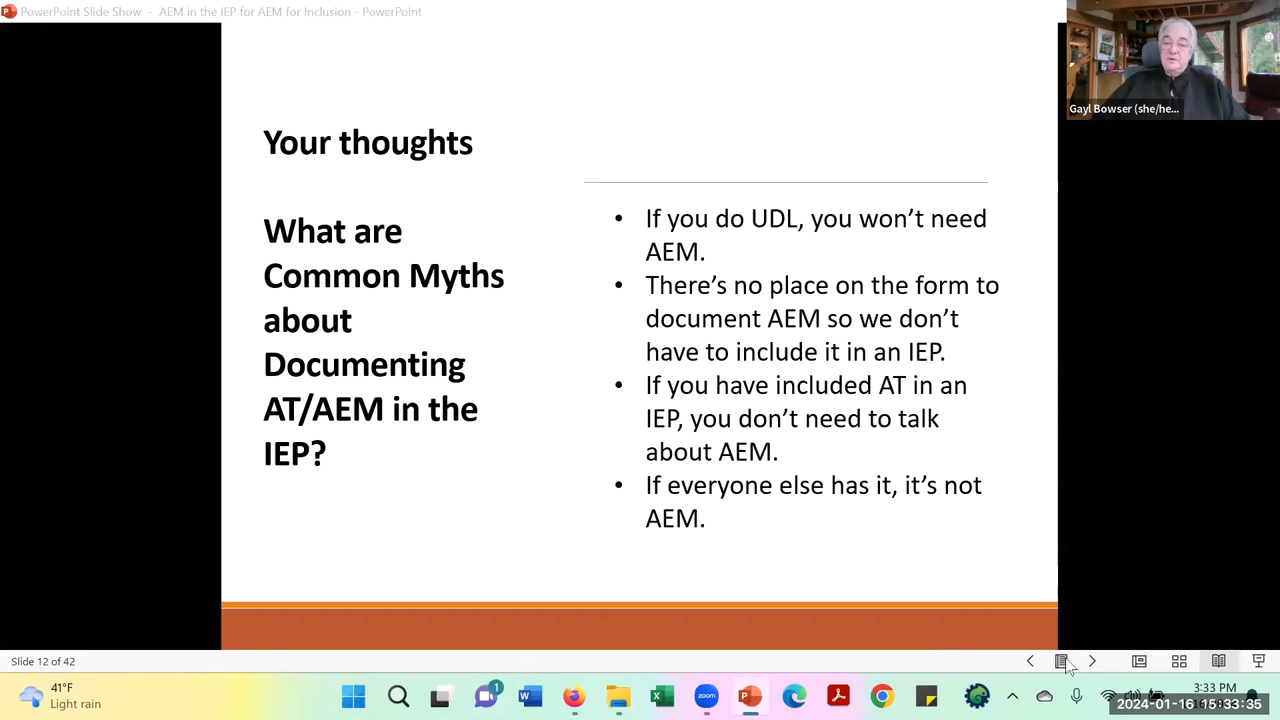 PowerPoint Slide Show - AEM in the IEP for AEM for Inclusion - PowerPoint
Gayl Bowser (she/he...
Your thoughts
What are
Common Myths
about
Documenting
AT/AEM in the
IEP?
• If you do UDL, you won’t need
AEM.
• There’s no place on the form to
document AEM so we don’t
have to include it in an IEP.
• If you have included AT in an
IEP, you don’t need to talk
about AEM.
• If everyone else has it, it’s not
AEM.
Slide 12 of 42
41°F
Light rain
1
zoom
3:33 PM
2024-01-16 15:33:35